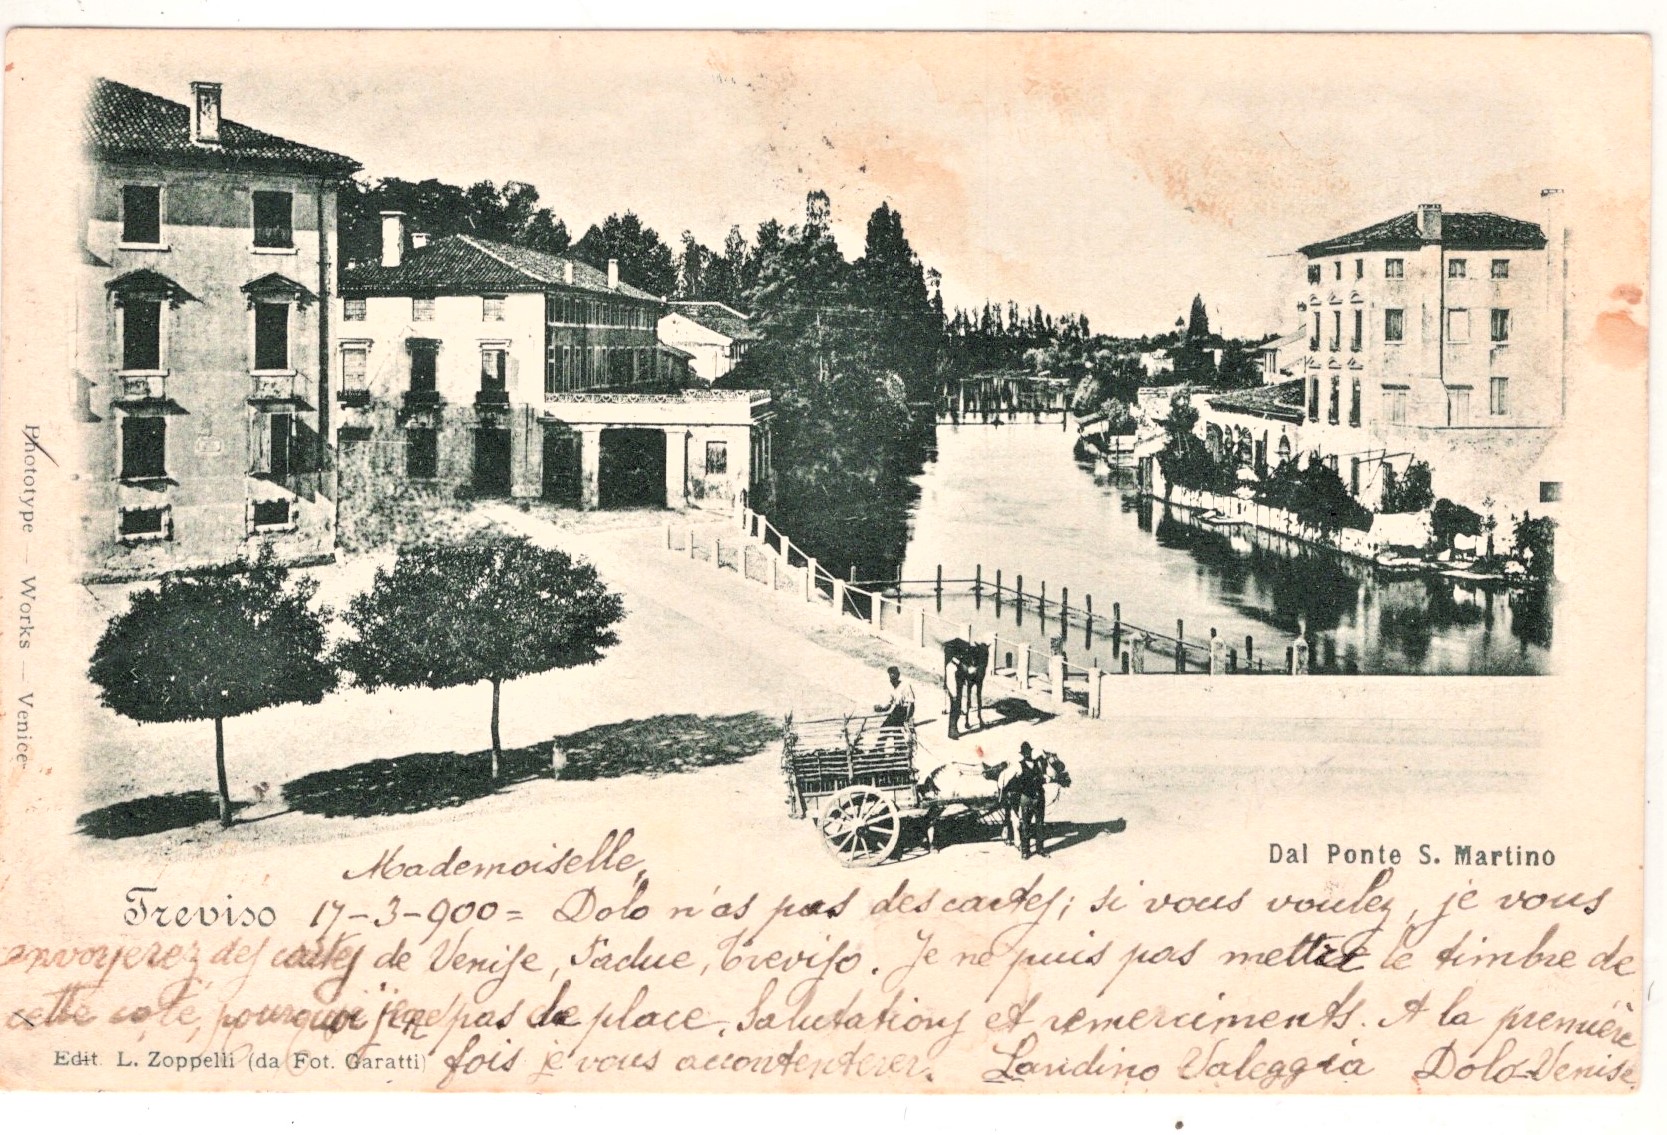 Phototype — Works — Venice
Dal Ponte S. Martino
Mademoiselle,
Treviso 17-3-900= Dolo n'as pas des cartes; si vous voulez, je vous
envoyerez des cartes de Venise, Padue, Treviso. Je ne puis pas mettre le timbre de
cette coté, pourquoi pas de place, Salutations et remerciments. A la première
Edit. L. Zoppelli (da Fot. Garatti) fois je vous accontenterer. Landino Valeggia Dolo-Venise